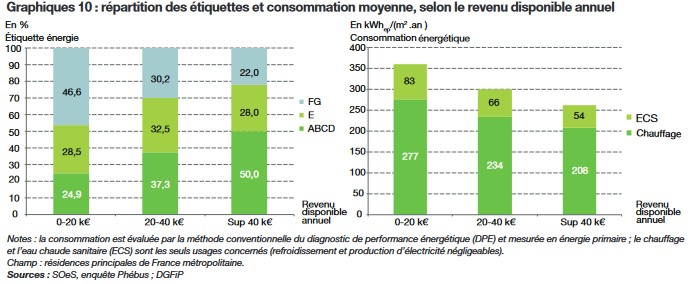 Graphiques 10 : répartition des étiquettes et consommation moyenne, selon le revenu disponible annuel
En %
Étiquette énergie
100
90
80
70
60
50
40
30
20
10
0
46,6
28,5
24,9
30,2
32,5
37,3
22,0
28,0
50,0
FG
E
ABCD
0-20 k€
20-40 k€
Sup 40 k€
Revenu
disponible
annuel
En kWhep/(m².an)
Consommation énergétique
400
350
300
250
200
150
100
50
0
83
277
66
234
54
208
ECS
Chauffage
0-20 k€
20-40 k€
Sup 40 k€
Revenu
disponible
annuel
Notes : la consommation est évaluée par la méthode conventionnelle du diagnostic de performance énergétique (DPE) et mesurée en énergie primaire ; le chauffage
et l'eau chaude sanitaire (ECS) sont les seuls usages concernés (refroidissement et production d'électricité négligeables).
Champ : résidences principales de France métropolitaine.
Sources : SOeS, enquête Phébus ; DGFiP